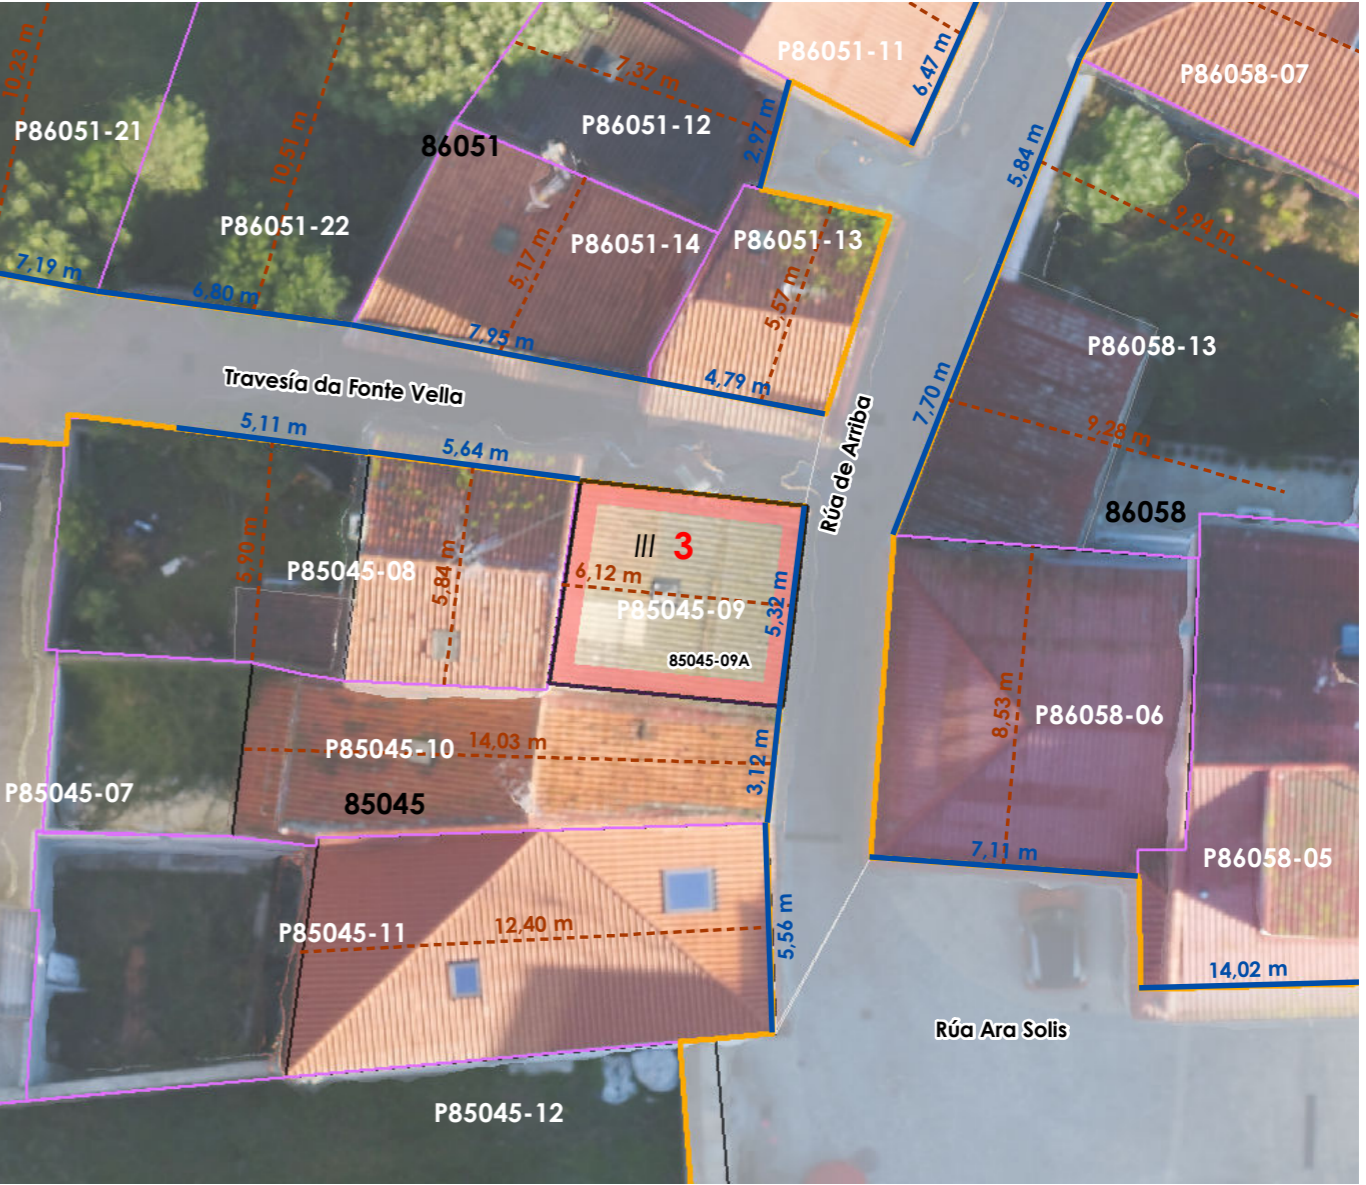 10,23 m
P86051-21
10,51 m
P86051-22
7,19 m
6,80 m
86051
7,37 m
P86051-12
2,97 m
P86051-11
6,47 m
P86058-07
5,84 m
9,94 m
P86051-14
5,17 m
P86051-13
5,57 m
7,95 m
4,79 m
P86058-13
7,70 m
9,28 m
86058
Travesía da Fonte Vella
Rúa de Arriba
5,11 m
5,64 m
5,90 m
P85045-08
5,84 m
III 3
6,12 m
P85045-09
5,32 m
85045-09A
P85045-10
14,03 m
3,12 m
P85045-07
85045
8,53 m
P86058-06
7,11 m
P86058-05
P85045-11
12,40 m
5,56 m
14,02 m
Rúa Ara Solis
P85045-12